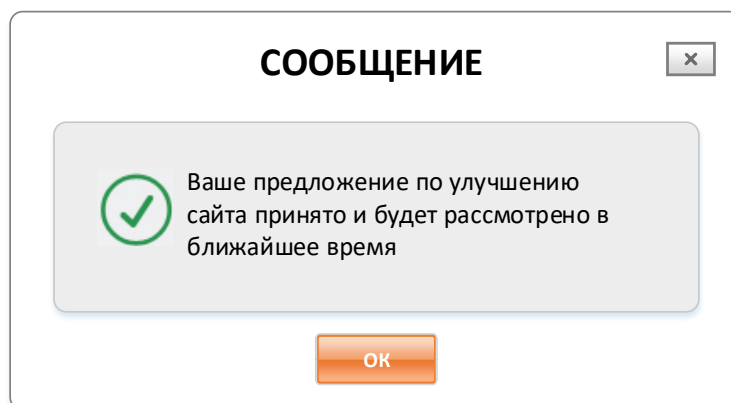 СООБЩЕНИЕ
Ваше предложение по улучшению
сайта принято и будет рассмотрено в
ближайшее время
ОК